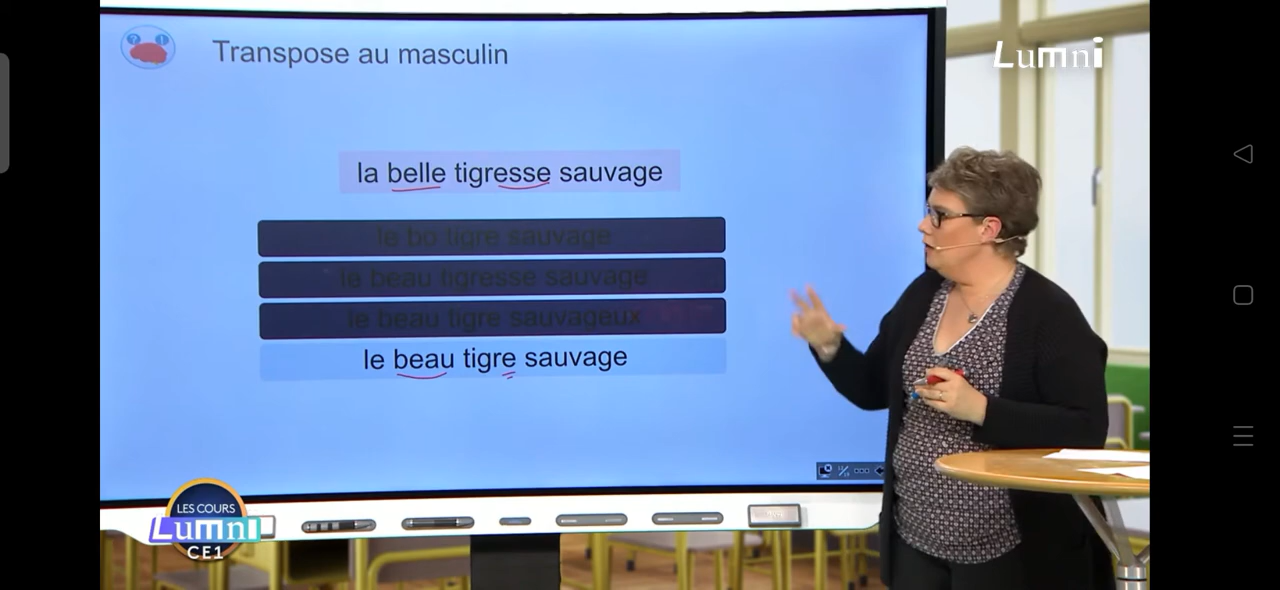 Transpose au masculin
Lumni
la belle tigresse sauvage
le bo tigre sauvage
le beau tigresse sauvage
le beau tigre sauvageux
le beau tigre sauvage
LES COURS
Lumni
CE1